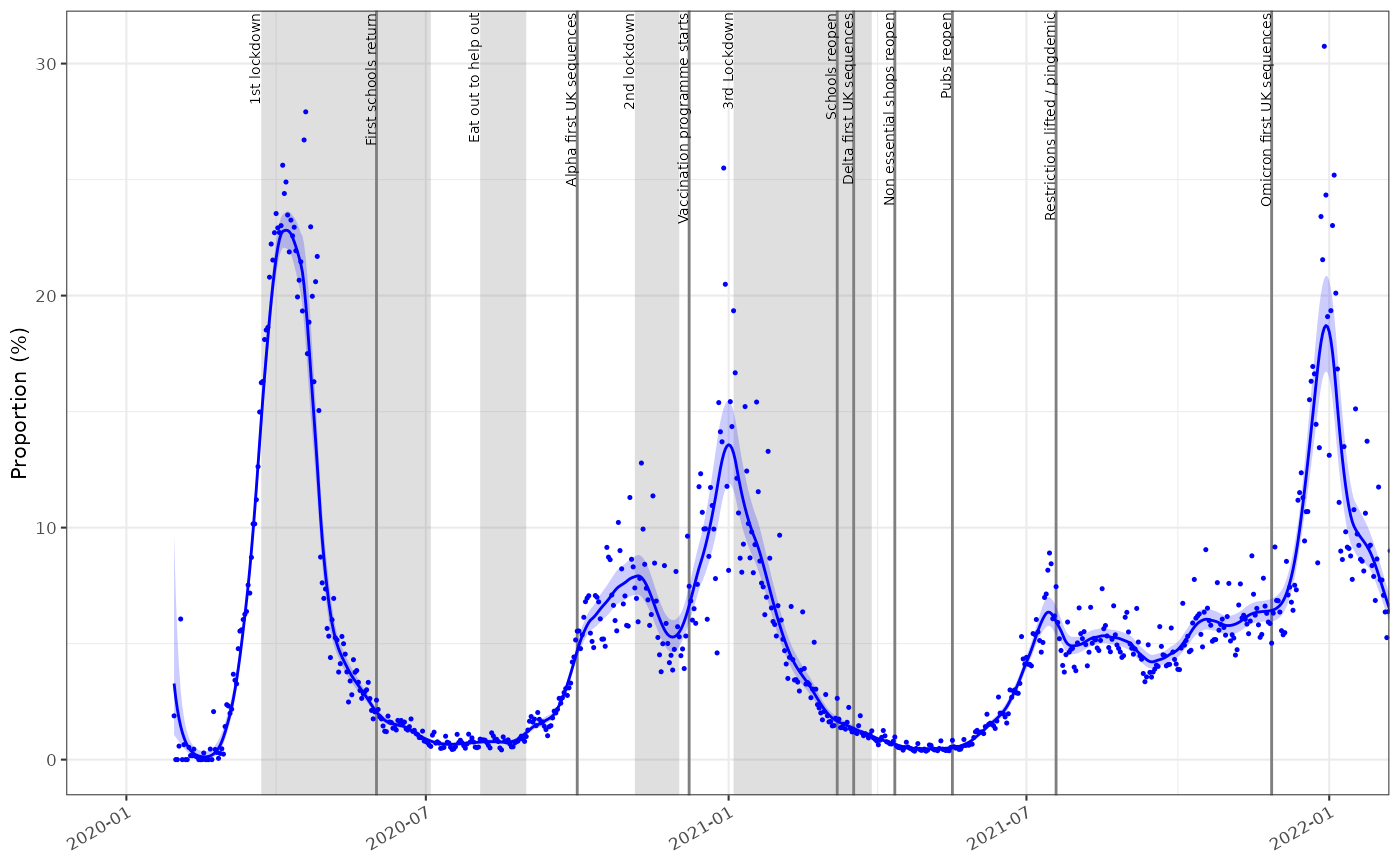 Proportion (%)
30
20
10
0
1st lockdown
First schools return
Eat out to help out
Alpha first UK sequences
2nd lockdown
Vaccination programme starts
3rd Lockdown
Schools reopen
Delta first UK sequences
Non essential shops reopen
Pubs reopen
Restrictions lifted / pingdemic
Omicron first UK sequences
2020-01
2020-07
2021-01
2021-07
2022-01